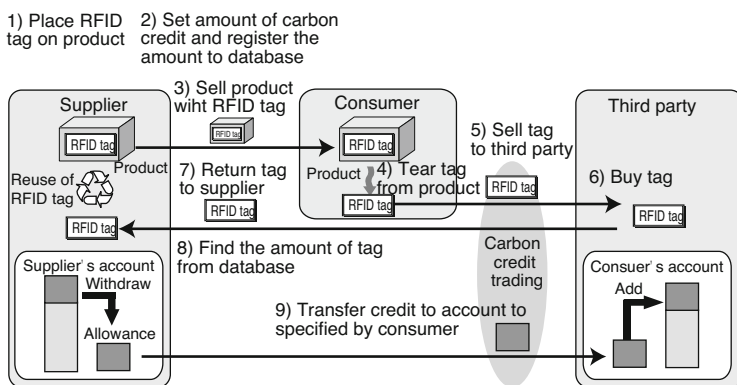 1) Place RFID
tag on product
2) Set amount of carbon
credit and register the
amount to database
3) Sell product
wiht RFID tag
Supplier
Consumer
Third party
RFID tag
Product
RFID tag
RFID tag
5) Sell tag
to third party
Reuse of
RFID tag
7) Return tag
to supplier
RFID tag
Product
4) Tear tag
from product
RFID tag
RFID tag
6) Buy tag
RFID tag
RFID tag
8) Find the amount of tag
from database
Carbon
credit
trading
Supplier's account
Withdraw
Allowance
9) Transfer credit to account to
specified by consumer
Consuer's account
Add